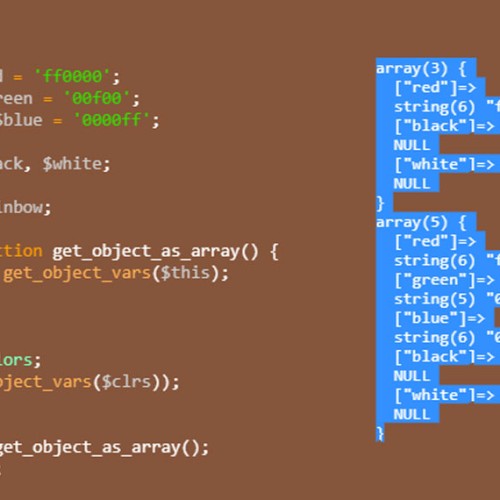 = 'ff0000';
reen = '00f00';
$blue = '0000ff';
ack, $white;
inbow;
ction get_object_as_array() {
get_object_vars($this);
lors;
bject_vars($clrs));
get_object_as_array();
array(3) {
["red"]=>
string(6) "f
["black"]=>
NULL
["white"]=>
NULL
}
array(5) {
["red"]=>
string(6) "f
["green"]=>
string(5) "0
["blue"]=>
string(6) "0
["black"]=>
NULL
["white"]=>
NULL
}